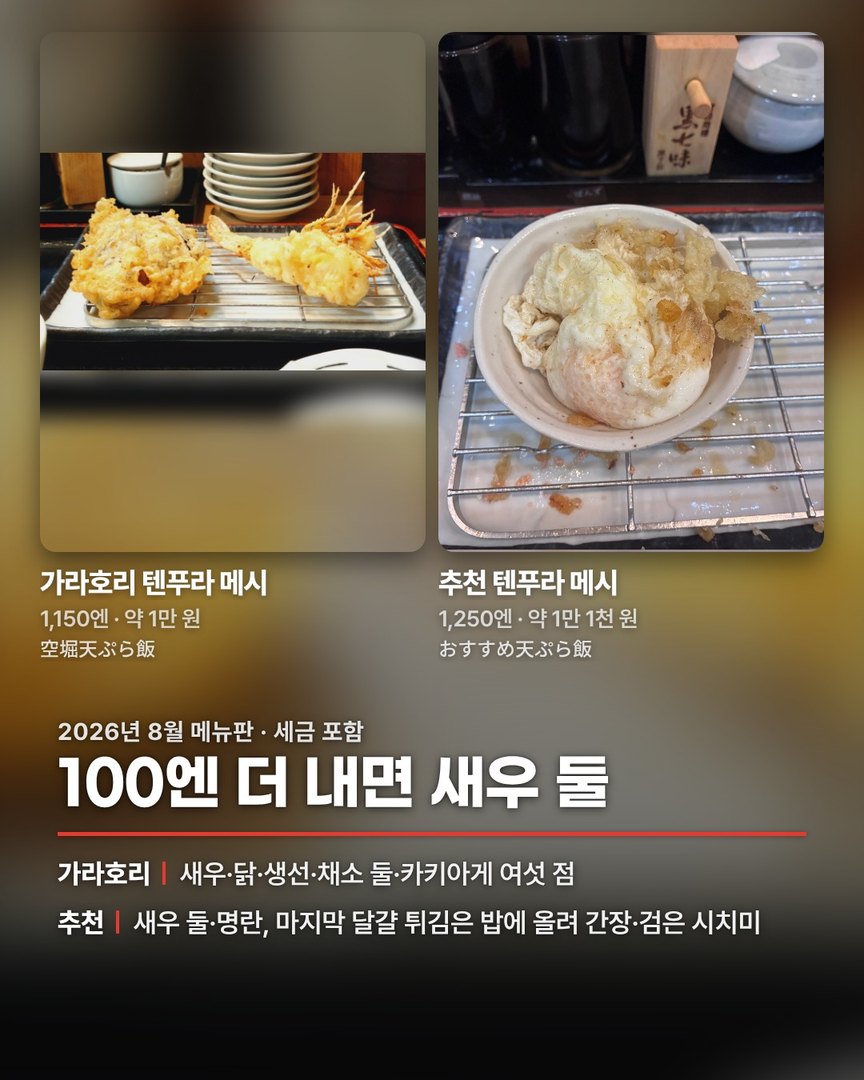 黒七味
가라호리 텐푸라 메시
1,150엔 · 약 1만 원
空堀天ぷら飯
추천 텐푸라 메시
1,250엔 · 약 1만 1천 원
おすすめ天ぷら飯
2026년 8월 메뉴판 · 세금 포함
100엔 더 내면 새우 둘
가라호리 | 새우·닭·생선·채소 둘·카키아게 여섯 점
추천 | 새우 둘·명란, 마지막 달걀 튀김은 밥에 올려 간장·검은 시치미